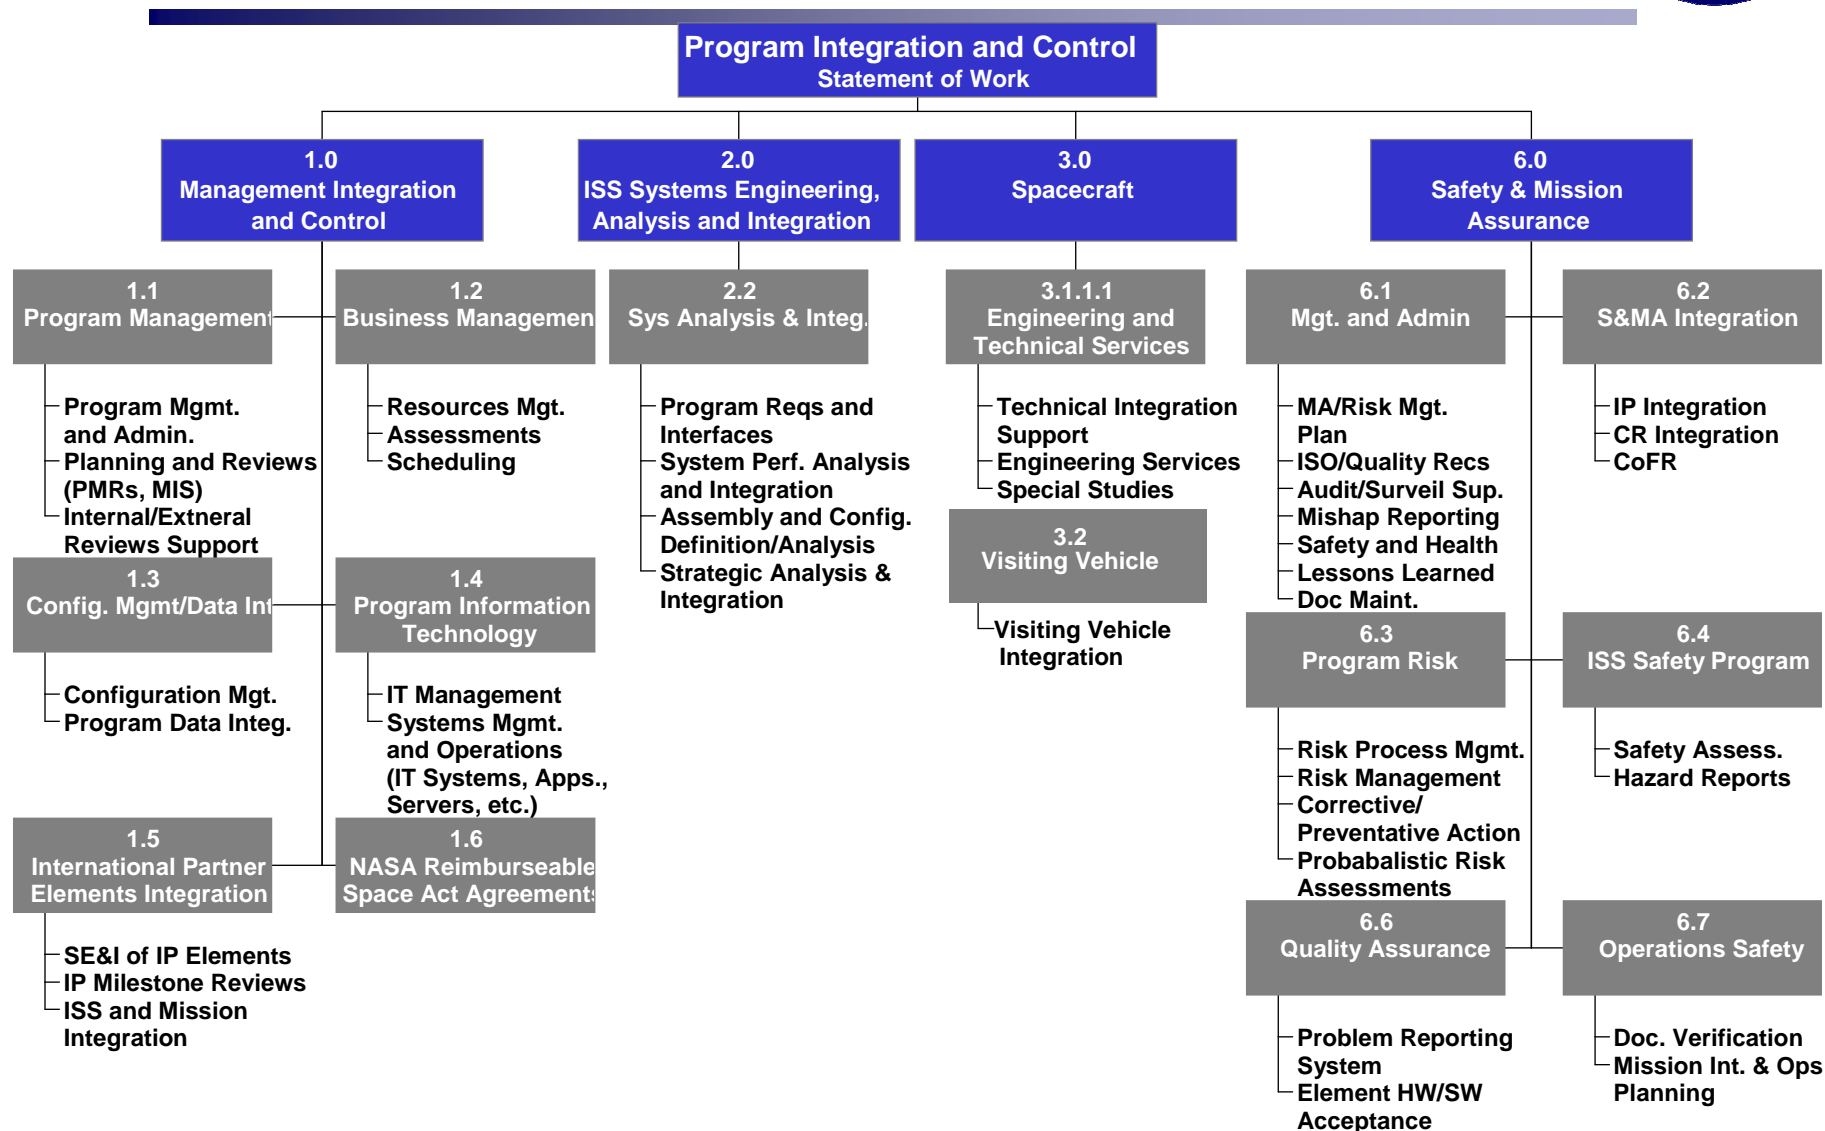 Program Integration and Control
Statement of Work
1.0
Management Integration
and Control
2.0
ISS Systems Engineering,
Analysis and Integration
3.0
Spacecraft
6.0
Safety & Mission
Assurance
1.1
Program Management
1.2
Business Managemen
2.2
Sys Analysis & Integ.
3.1.1.1
Engineering and
Technical Services
6.1
Mgt. and Admin
6.2
S&MA Integration
Program Mgmt.
and Admin.
Planning and Reviews
(PMRs, MIS)
Internal/Extneral
Reviews Support
Resources Mgt.
Assessments
Scheduling
Program Reqs and
Interfaces
System Perf. Analysis
and Integration
Assembly and Config.
Definition/Analysis
Strategic Analysis &
Integration
Technical Integration
Support
Engineering Services
Special Studies
3.2
Visiting Vehicle
Visiting Vehicle
Integration
MA/Risk Mgt.
Plan
ISO/Quality Recs
Audit/Surveil Sup.
Mishap Reporting
Safety and Health
Lessons Learned
Doc Maint.
IP Integration
CR Integration
CoFR
1.3
Config. Mgmt/Data Int
1.4
Program Information
Technology
Configuration Mgt.
Program Data Integ.
IT Management
Systems Mgmt.
and Operations
(IT Systems, Apps.,
Servers, etc.)
6.3
Program Risk
6.4
ISS Safety Program
Risk Process Mgmt.
Risk Management
Corrective/
Preventative Action
Probabalistic Risk
Assessments
Safety Assess.
Hazard Reports
1.5
International Partner
Elements Integration
1.6
NASA Reimburseable
Space Act Agreements
SE&I of IP Elements
IP Milestone Reviews
ISS and Mission
Integration
6.6
Quality Assurance
6.7
Operations Safety
Problem Reporting
System
Element HW/SW
Acceptance
Doc. Verification
Mission Int. & Ops
Planning